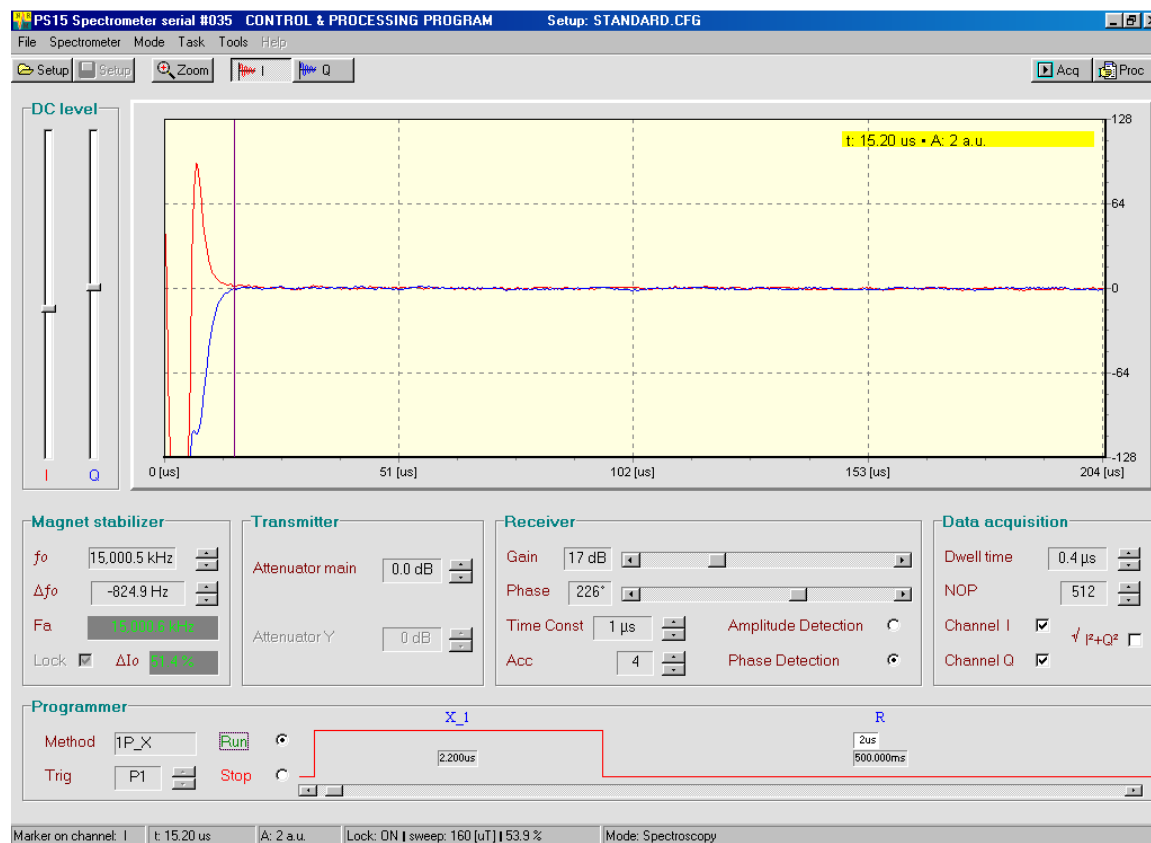 PS15 Spectrometer serial #035 CONTROL & PROCESSING PROGRAM Setup: STANDARD.CFG
File Spectrometer Mode Task Tools Help
Setup Setup Zoom I Q Acq Proc
DC level
t: 15.20 us • A: 2 a.u.
128
64
0
-64
-128
I Q
0 [us] 51 [us] 102 [us] 153 [us] 204 [us]
Magnet stabilizer
fo 15,000.5 kHz
Δfo -824.9 Hz
Fa 15,000.6 kHz
Lock ΔIo 51.4 %
Transmitter
Attenuator main 0.0 dB
Attenuator Y 0 dB
Receiver
Gain 17 dB
Phase 226°
Time Const 1 µs Amplitude Detection
Acc 4 Phase Detection
Data acquisition
Dwell time 0.4 µs
NOP 512
Channel I √ I²+Q²
Channel Q
Programmer
X_1 R
Method 1P_X Run
2.200us
2us
500.000ms
Trig P1 Stop
Marker on channel: I t: 15.20 us A: 2 a.u. Lock: ON | sweep: 160 [uT] | 53.9 % Mode: Spectroscopy